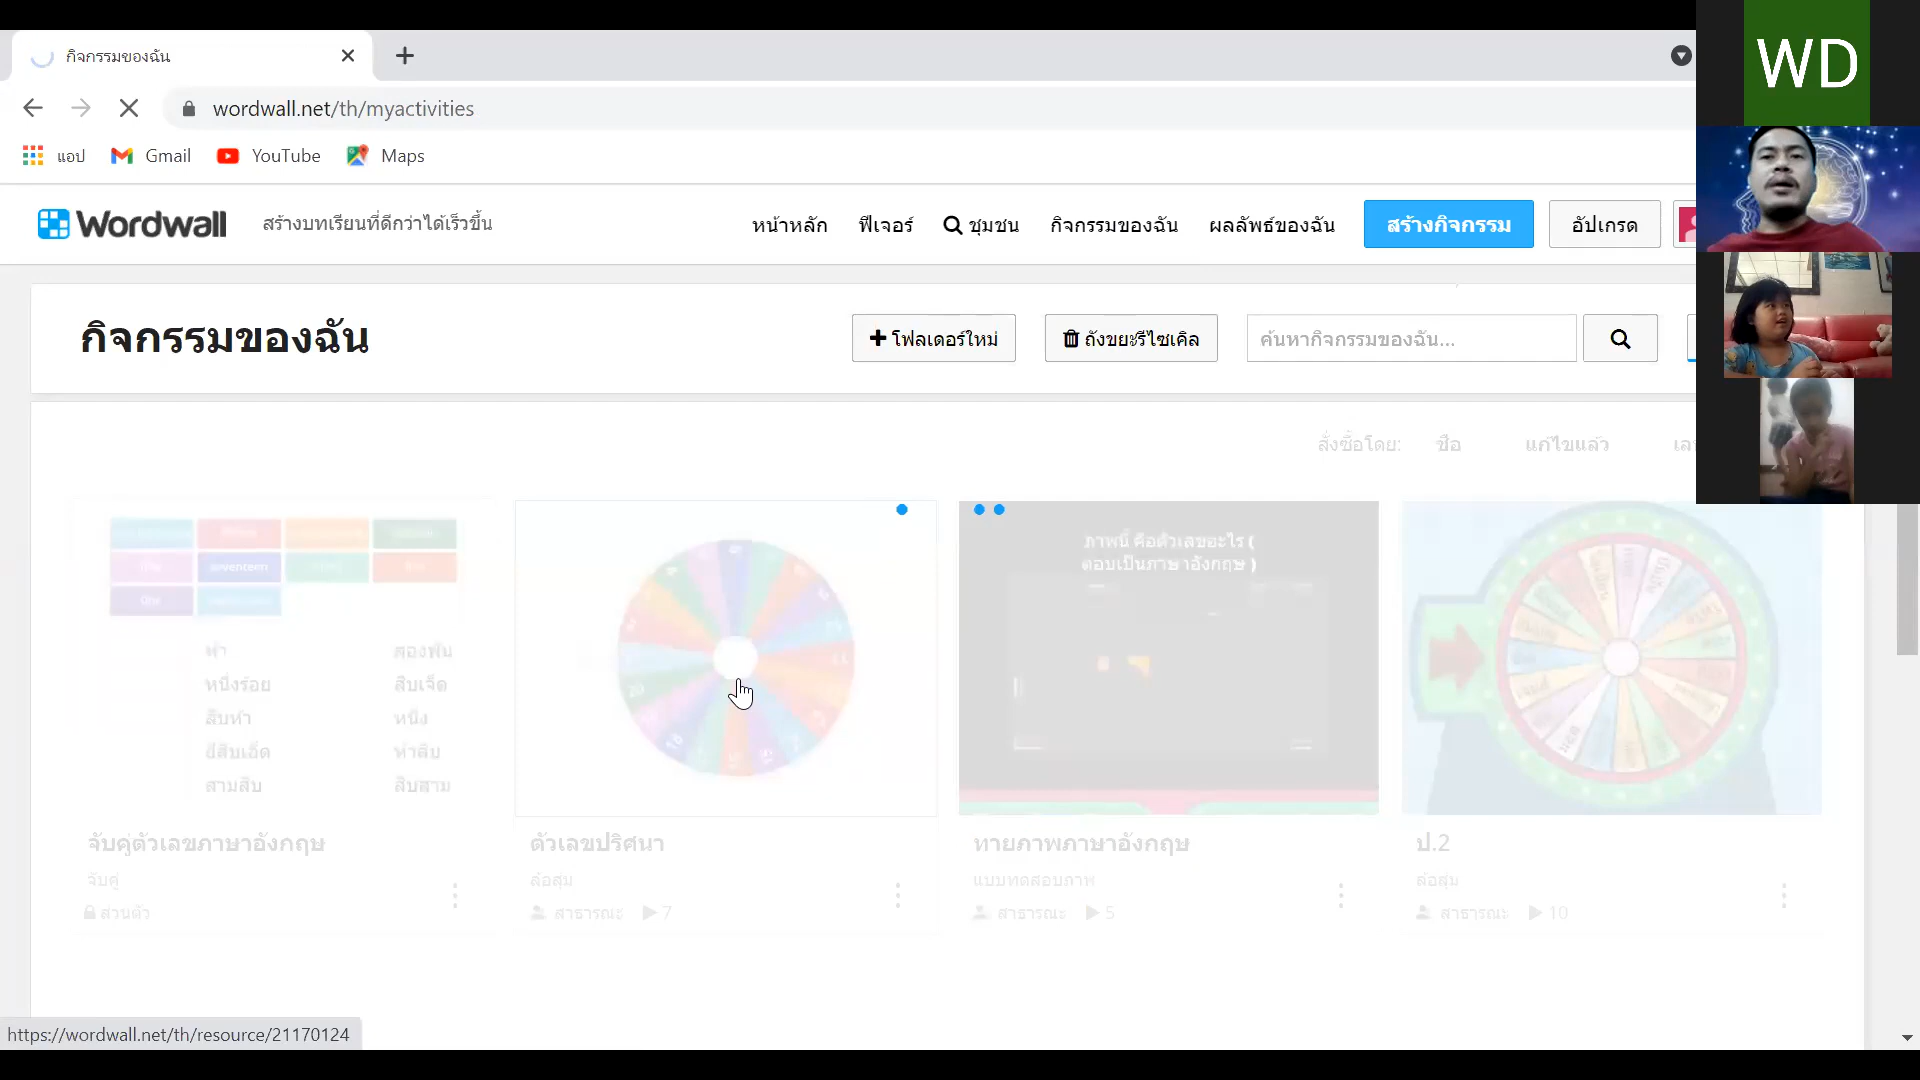 กิจกรรมของฉัน
wordwall.net/th/myactivities
แอป Gmail YouTube Maps
WD
Wordwall สร้างบทเรียนที่ดีกว่าได้เร็วขึ้น หน้าหลัก ฟีเจอร์ ชุมชน กิจกรรมของฉัน ผลลัพธ์ของฉัน สร้างกิจกรรม อัปเกรด
กิจกรรมของฉัน + โฟลเดอร์ใหม่ ถังขยะรีไซเคิล ค้นหากิจกรรมของฉัน...
สั่งซื้อโดย: ชื่อ แก้ไขแล้ว
seventeen
One
ห้า สองพัน
หนึ่งร้อย สิบเจ็ด
สิบห้า หนึ่ง
ยี่สิบเอ็ด ห้าสิบ
สามสิบ สิบสาม
ภาพนี้ คือตัวเลขอะไร (
ตอบเป็นภาษาอังกฤษ )
จับคู่ตัวเลขภาษาอังกฤษ ตัวเลขปริศนา ทายภาพภาษาอังกฤษ ป.2
จับคู่ ล้อสุ่ม แบบทดสอบภาพ ล้อสุ่ม
ส่วนตัว สาธารณะ 7 สาธารณะ 5 สาธารณะ 10
https://wordwall.net/th/resource/21170124